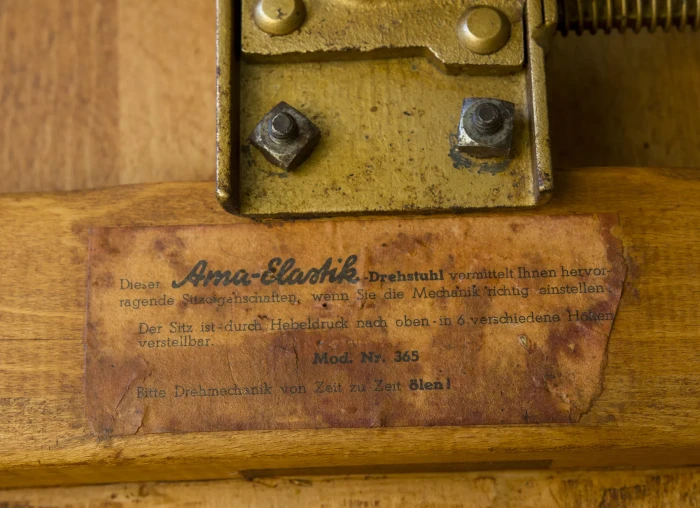 Dieser Ama-Elastik-Drehstuhl vermittelt Ihnen hervor-
ragende Sitzeigenschaften, wenn Sie die Mechanik richtig einstellen.
Der Sitz ist durch Hebeldruck nach oben in 6 verschiedene Höhen
verstellbar.
Mod. Nr. 365
Bitte Drehmechanik von Zeit zu Zeit ölen!